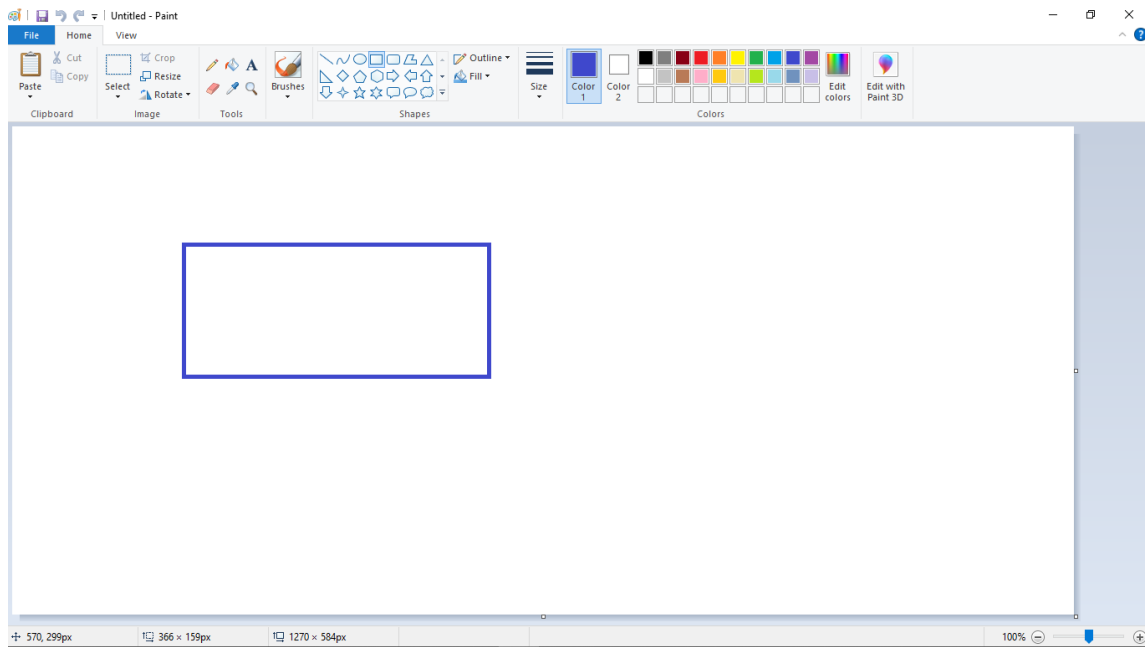 Untitled - Paint
File Home View
Paste
Cut
Copy
Clipboard
Select
Crop
Resize
Rotate
Image
A
Tools
Brushes
Outline
Fill
Shapes
Size
Color 1
Color 2
Edit colors
Colors
Edit with Paint 3D
570, 299px
366 × 159px
1270 × 584px
100%